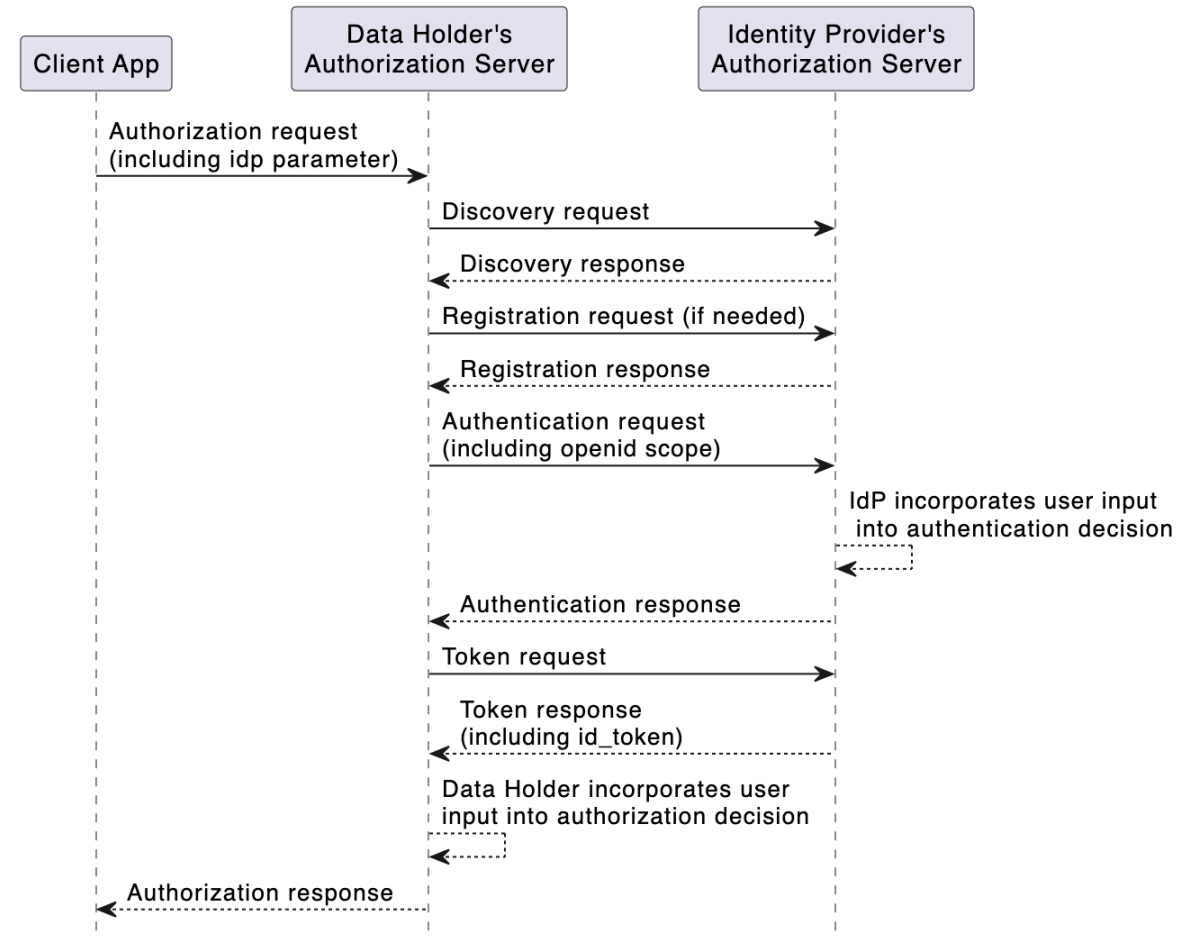 Client App
Data Holder's
Authorization Server
Identity Provider's
Authorization Server
Authorization request
(including idp parameter)
Discovery request
Discovery response
Registration request (if needed)
Registration response
Authentication request
(including openid scope)
IdP incorporates user input
into authentication decision
Authentication response
Token request
Token response
(including id_token)
Data Holder incorporates user
input into authorization decision
Authorization response